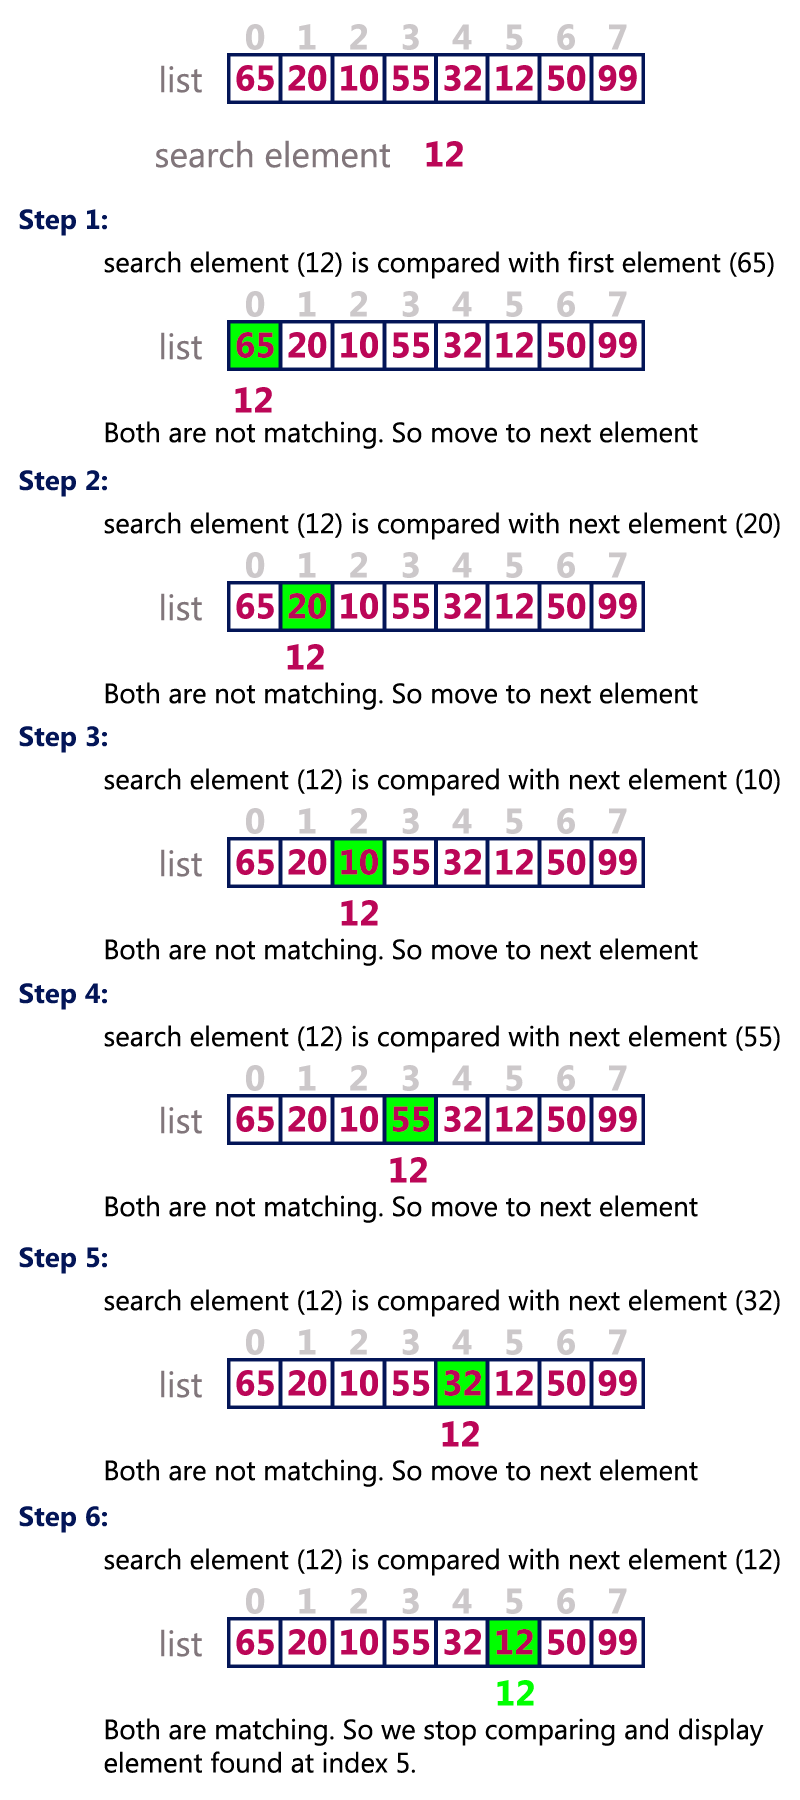 0 1 2 3 4 5 6 7
list 65 20 10 55 32 12 50 99
search element 12
Step 1:
search element (12) is compared with first element (65)
0 1 2 3 4 5 6 7
list 65 20 10 55 32 12 50 99
12
Both are not matching. So move to next element
Step 2:
search element (12) is compared with next element (20)
0 1 2 3 4 5 6 7
list 65 20 10 55 32 12 50 99
12
Both are not matching. So move to next element
Step 3:
search element (12) is compared with next element (10)
0 1 2 3 4 5 6 7
list 65 20 10 55 32 12 50 99
12
Both are not matching. So move to next element
Step 4:
search element (12) is compared with next element (55)
0 1 2 3 4 5 6 7
list 65 20 10 55 32 12 50 99
12
Both are not matching. So move to next element
Step 5:
search element (12) is compared with next element (32)
0 1 2 3 4 5 6 7
list 65 20 10 55 32 12 50 99
12
Both are not matching. So move to next element
Step 6:
search element (12) is compared with next element (12)
0 1 2 3 4 5 6 7
list 65 20 10 55 32 12 50 99
12
Both are matching. So we stop comparing and display
element found at index 5.